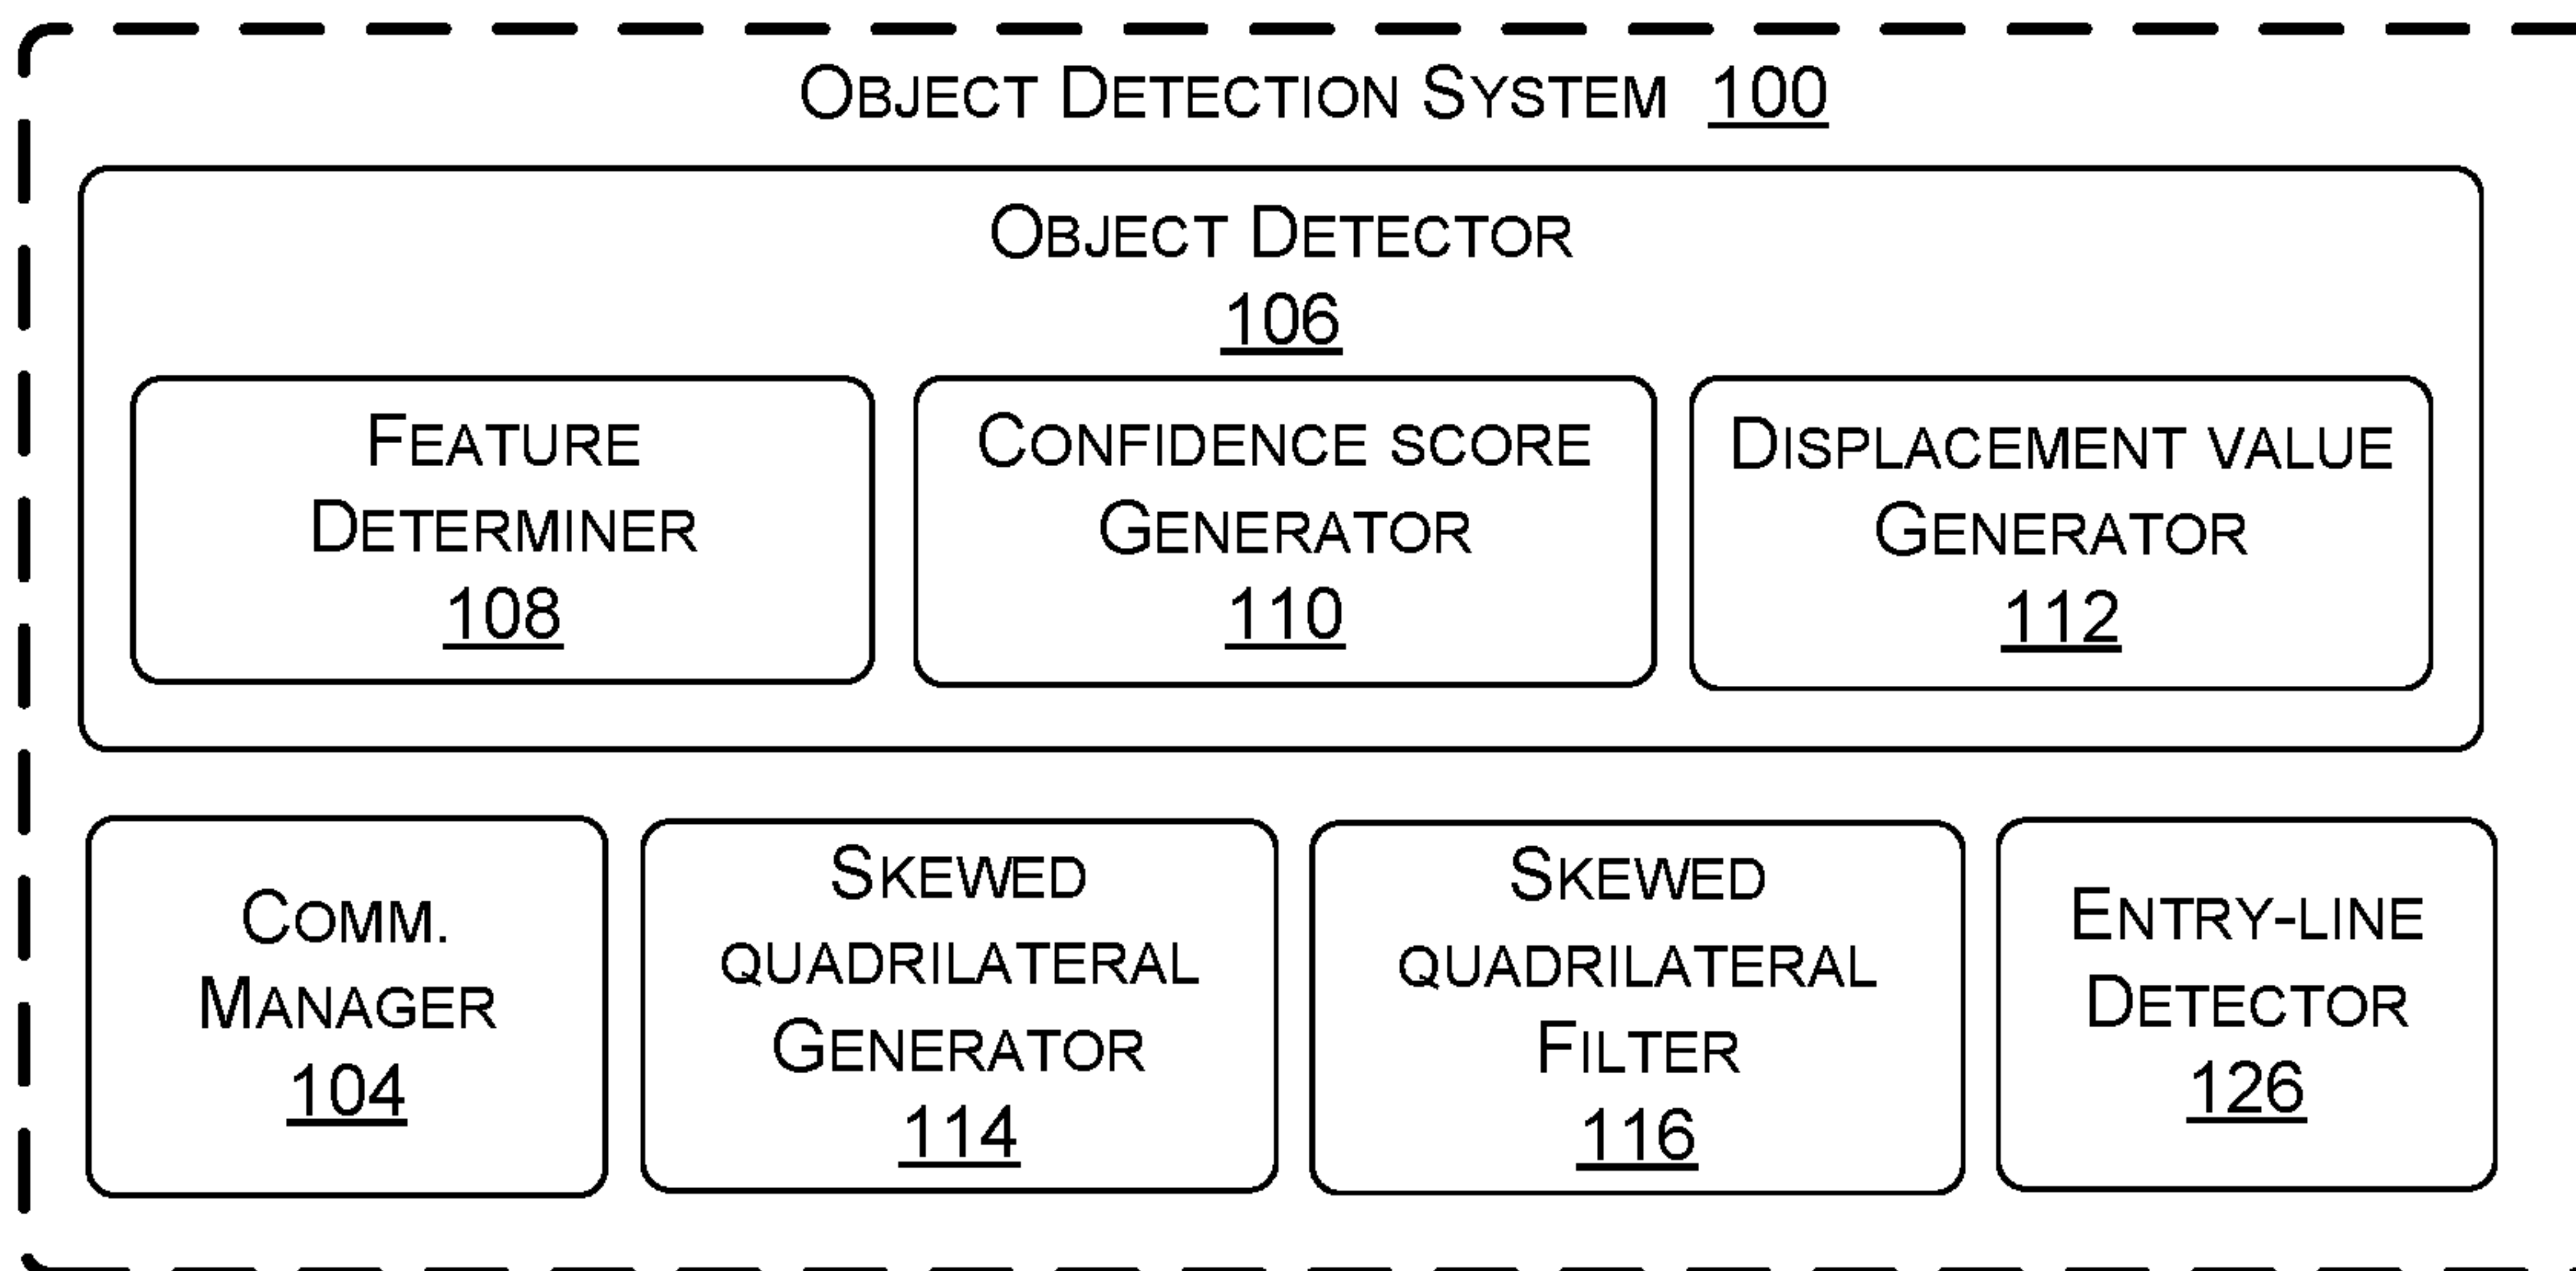 OBJECT DETECTION SYSTEM 100
OBJECT DETECTOR
106
FEATURE
DETERMINER
108
CONFIDENCE SCORE
GENERATOR
110
DISPLACEMENT VALUE
GENERATOR
112
COMM.
MANAGER
104
SKEWED
QUADRILATERAL
GENERATOR
114
SKEWED
QUADRILATERAL
FILTER
116
ENTRY-LINE
DETECTOR
126